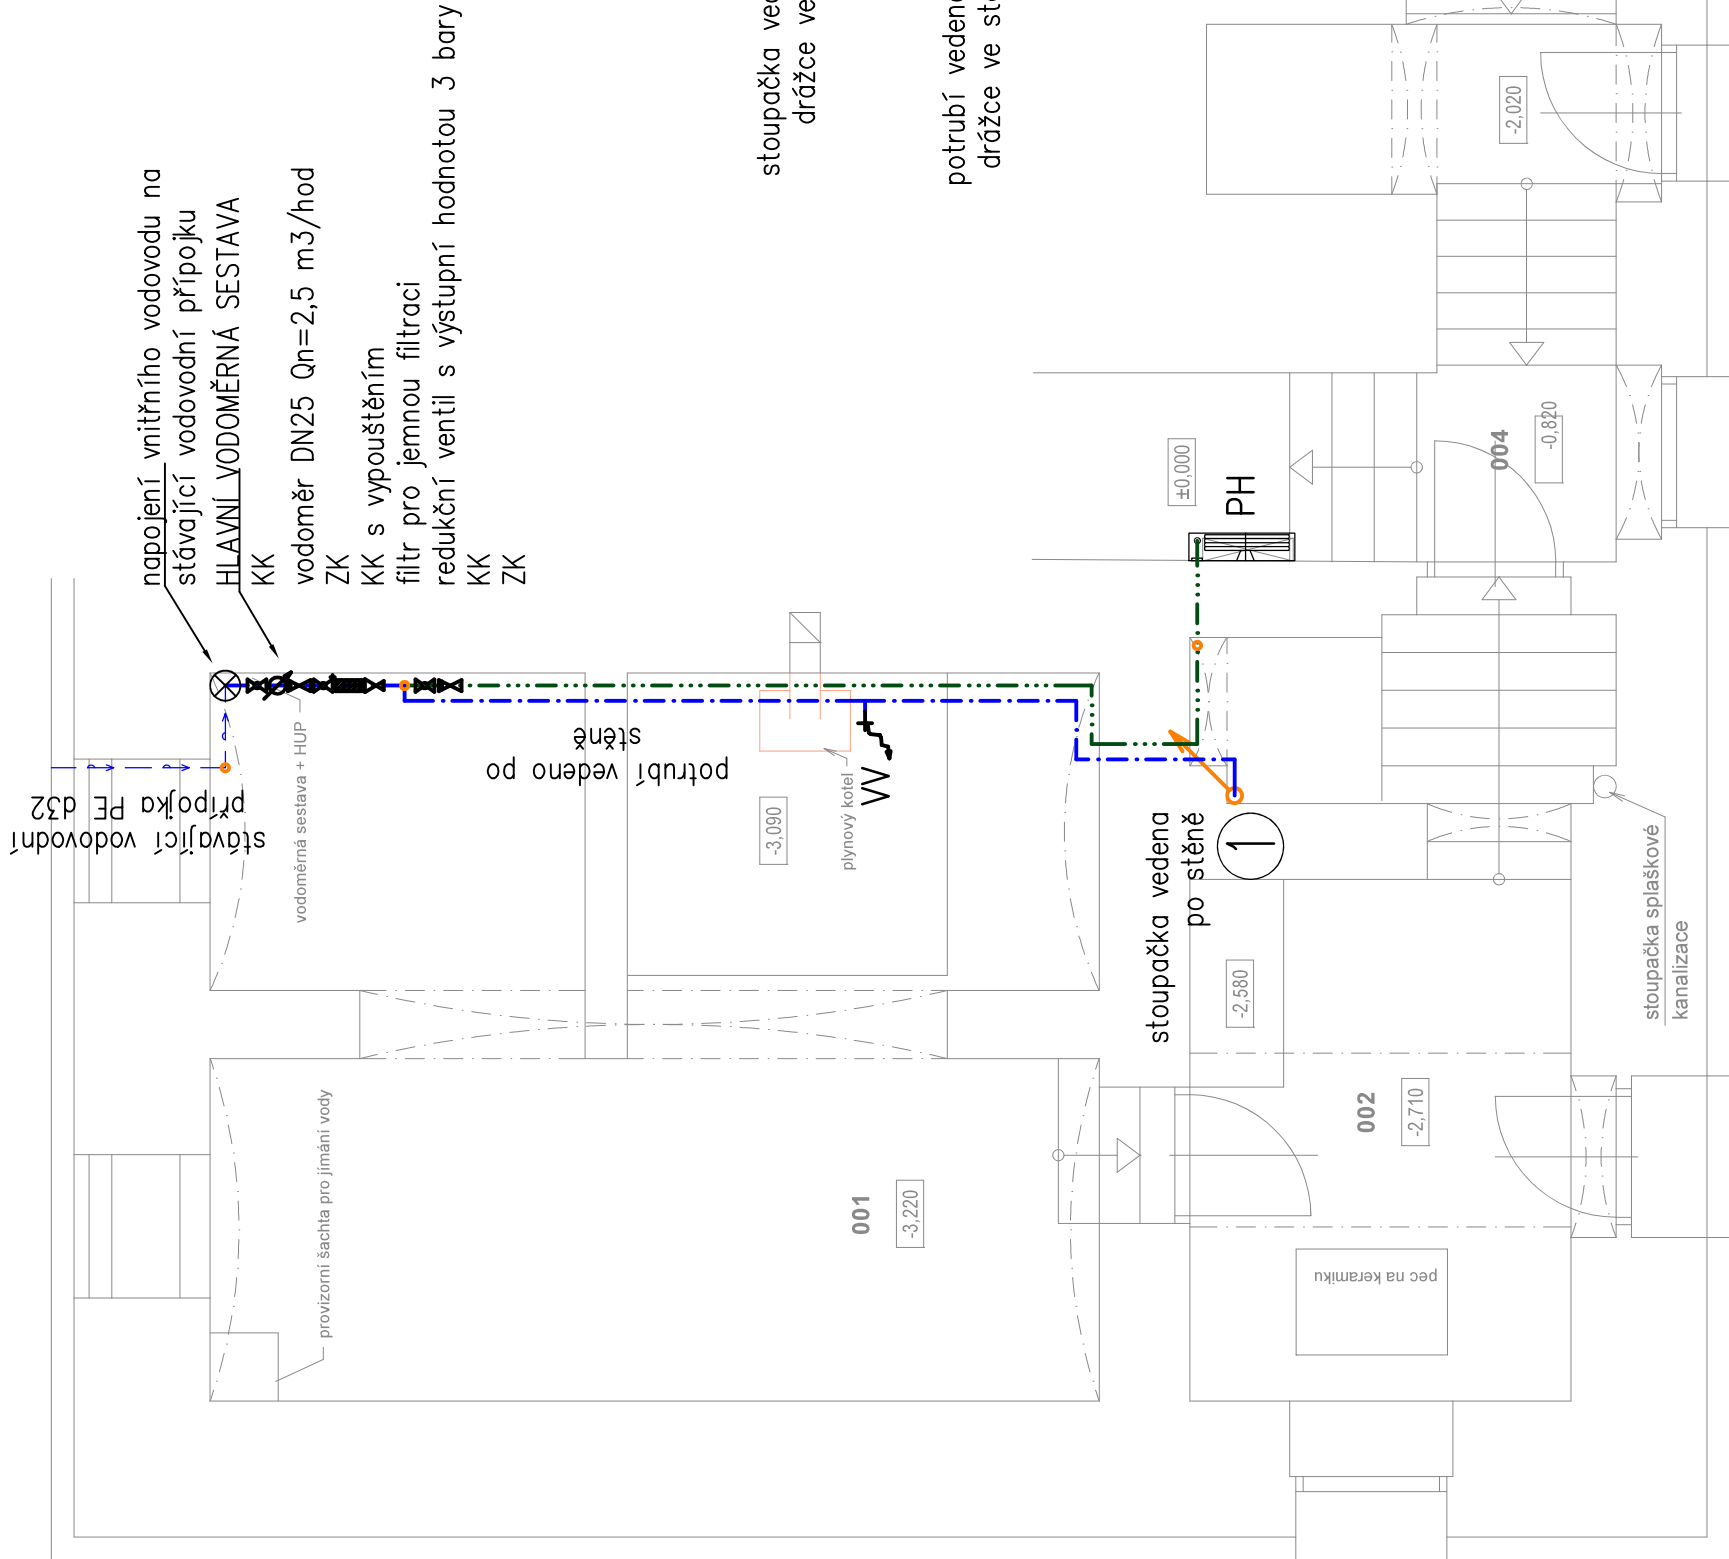 napojení vnitřního vodovodu na
stávající vodovodní přípojku
HLAVNÍ VODOMĚRNÁ SESTAVA
KK
vodoměr DN25 Qn=2,5 m3/hod
ZK
KK s vypouštěním
filtr pro jemnou filtraci
redukční ventil s výstupní hodnotou 3 bary
KK
ZK
stoupačka
drážce
potrubí
drážce ve
stávající vodovodní
přípojka PE d32
vodoměrná sestava + HUP
potrubí vedeno po
stěně
-3,090
plynový kotel
VV
provizorní šachta pro jímání vody
001
-3,220
stoupačka vedena
po stěně
1
-2,580
002
-2,710
pec na keramiku
±0,000
PH
004
-0,820
-2,020
stoupačka splaškové
kanalizace